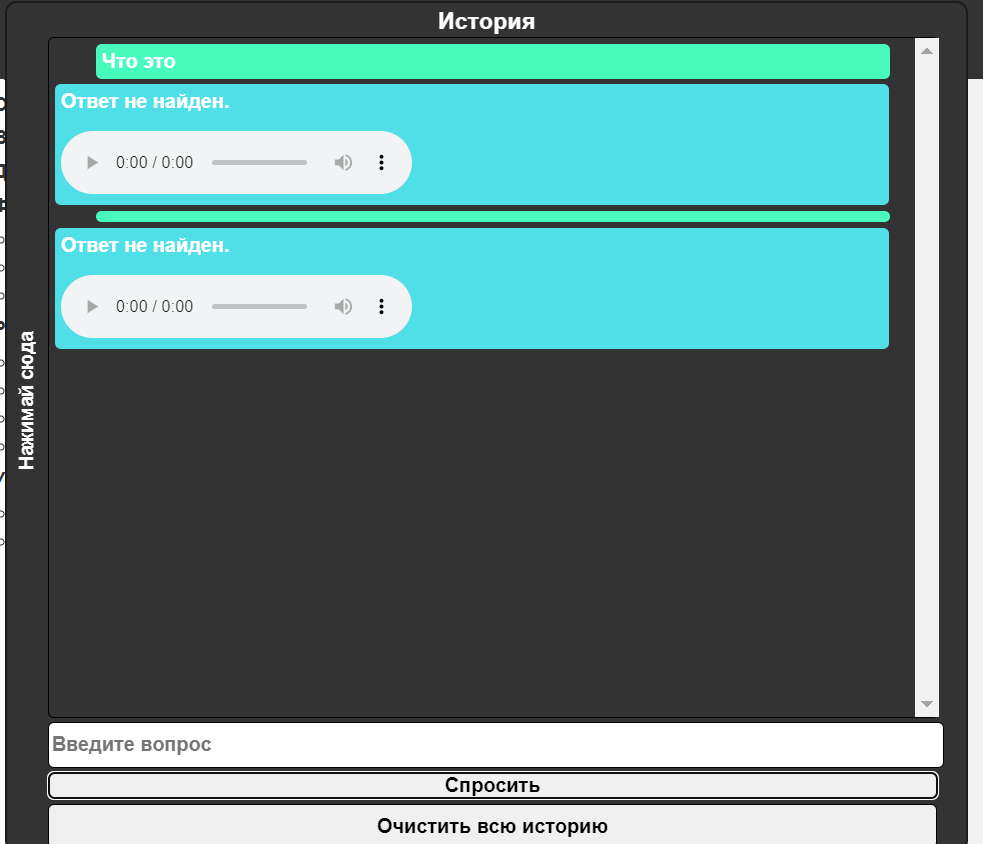 История
Что это
Ответ не найден.
0:00 / 0:00
Ответ не найден.
0:00 / 0:00
Нажимай сюда
Введите вопрос
Спросить
Очистить всю историю